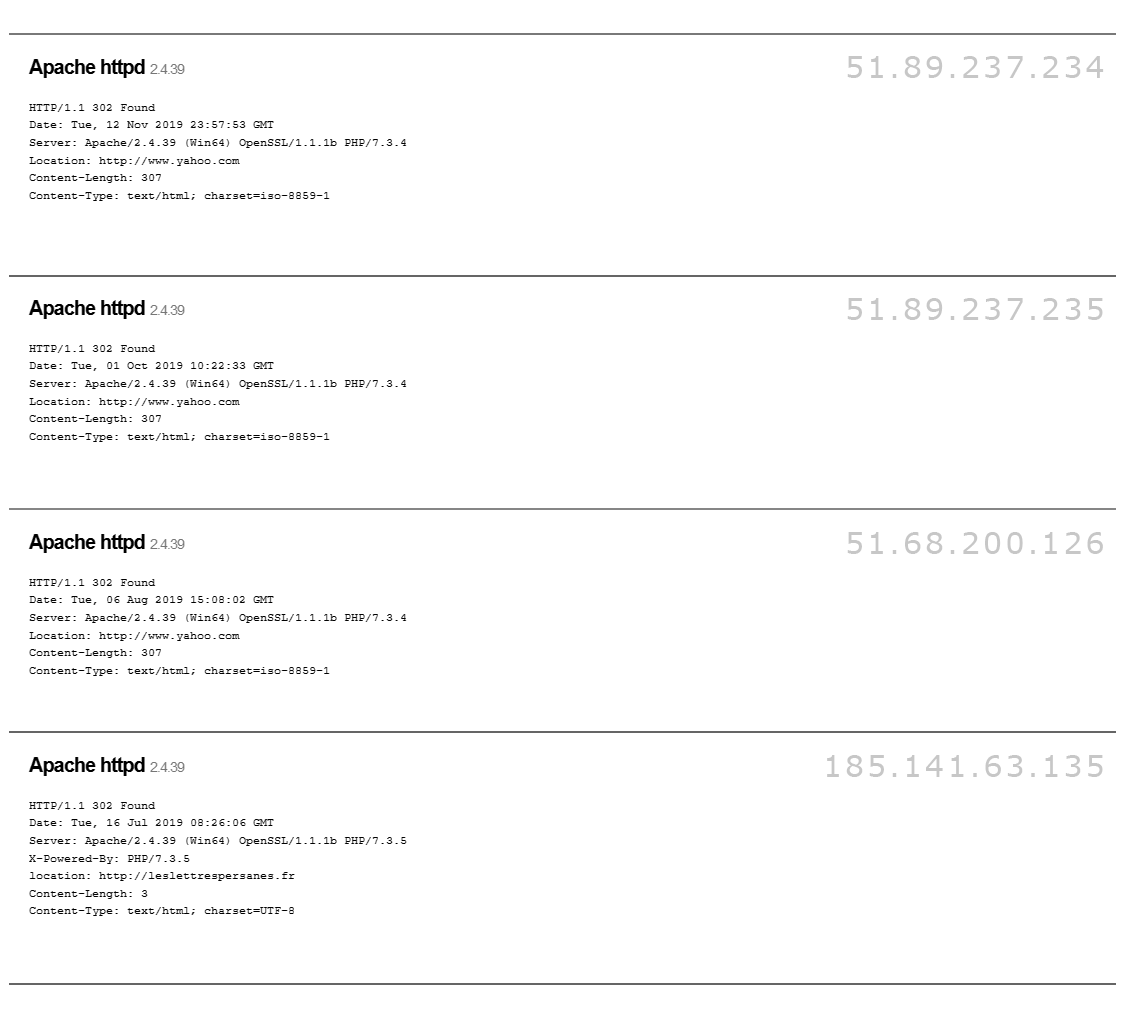 Apache httpd 2.4.39 51.89.237.234
HTTP/1.1 302 Found
Date: Tue, 12 Nov 2019 23:57:53 GMT
Server: Apache/2.4.39 (Win64) OpenSSL/1.1.1b PHP/7.3.4
Location: http://www.yahoo.com
Content-Length: 307
Content-Type: text/html; charset=iso-8859-1
Apache httpd 2.4.39 51.89.237.235
HTTP/1.1 302 Found
Date: Tue, 01 Oct 2019 10:22:33 GMT
Server: Apache/2.4.39 (Win64) OpenSSL/1.1.1b PHP/7.3.4
Location: http://www.yahoo.com
Content-Length: 307
Content-Type: text/html; charset=iso-8859-1
Apache httpd 2.4.39 51.68.200.126
HTTP/1.1 302 Found
Date: Tue, 06 Aug 2019 15:08:02 GMT
Server: Apache/2.4.39 (Win64) OpenSSL/1.1.1b PHP/7.3.4
Location: http://www.yahoo.com
Content-Length: 307
Content-Type: text/html; charset=iso-8859-1
Apache httpd 2.4.39 185.141.63.135
HTTP/1.1 302 Found
Date: Tue, 16 Jul 2019 08:26:06 GMT
Server: Apache/2.4.39 (Win64) OpenSSL/1.1.1b PHP/7.3.5
X-Powered-By: PHP/7.3.5
location: http://leslettrespersanes.fr
Content-Length: 3
Content-Type: text/html; charset=UTF-8